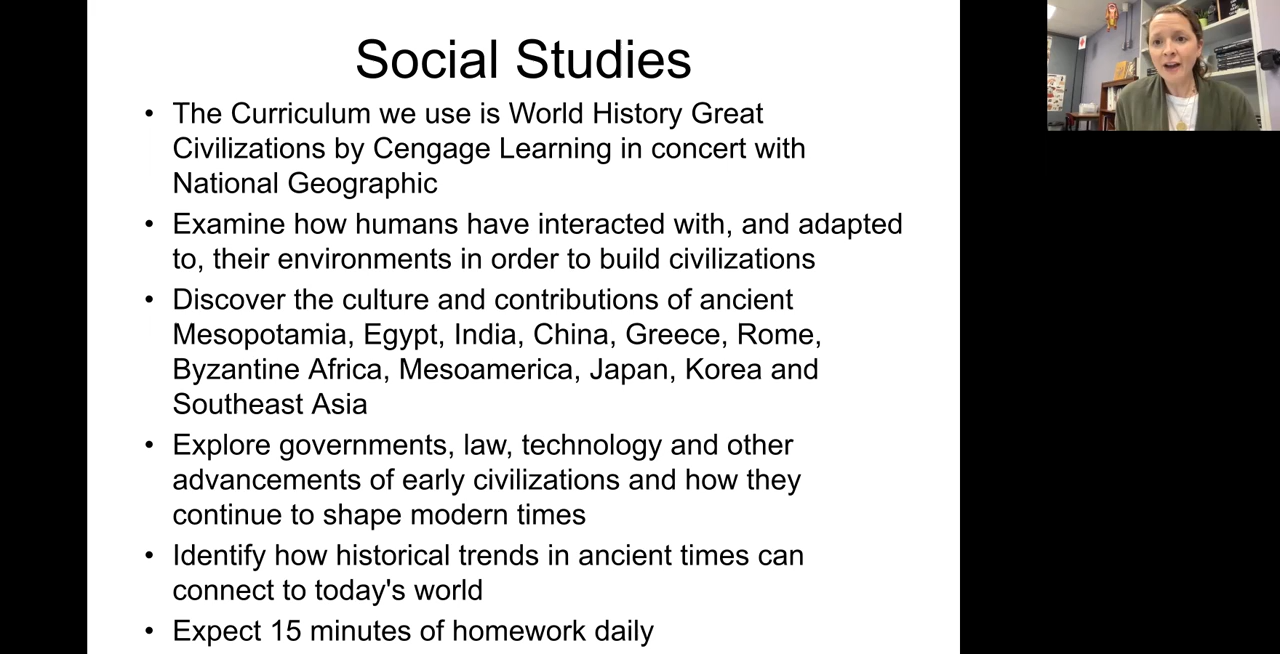 Social Studies
• The Curriculum we use is World History Great
Civilizations by Cengage Learning in concert with
National Geographic
• Examine how humans have interacted with, and adapted
to, their environments in order to build civilizations
• Discover the culture and contributions of ancient
Mesopotamia, Egypt, India, China, Greece, Rome,
Byzantine Africa, Mesoamerica, Japan, Korea and
Southeast Asia
• Explore governments, law, technology and other
advancements of early civilizations and how they
continue to shape modern times
• Identify how historical trends in ancient times can
connect to today's world
• Expect 15 minutes of homework daily